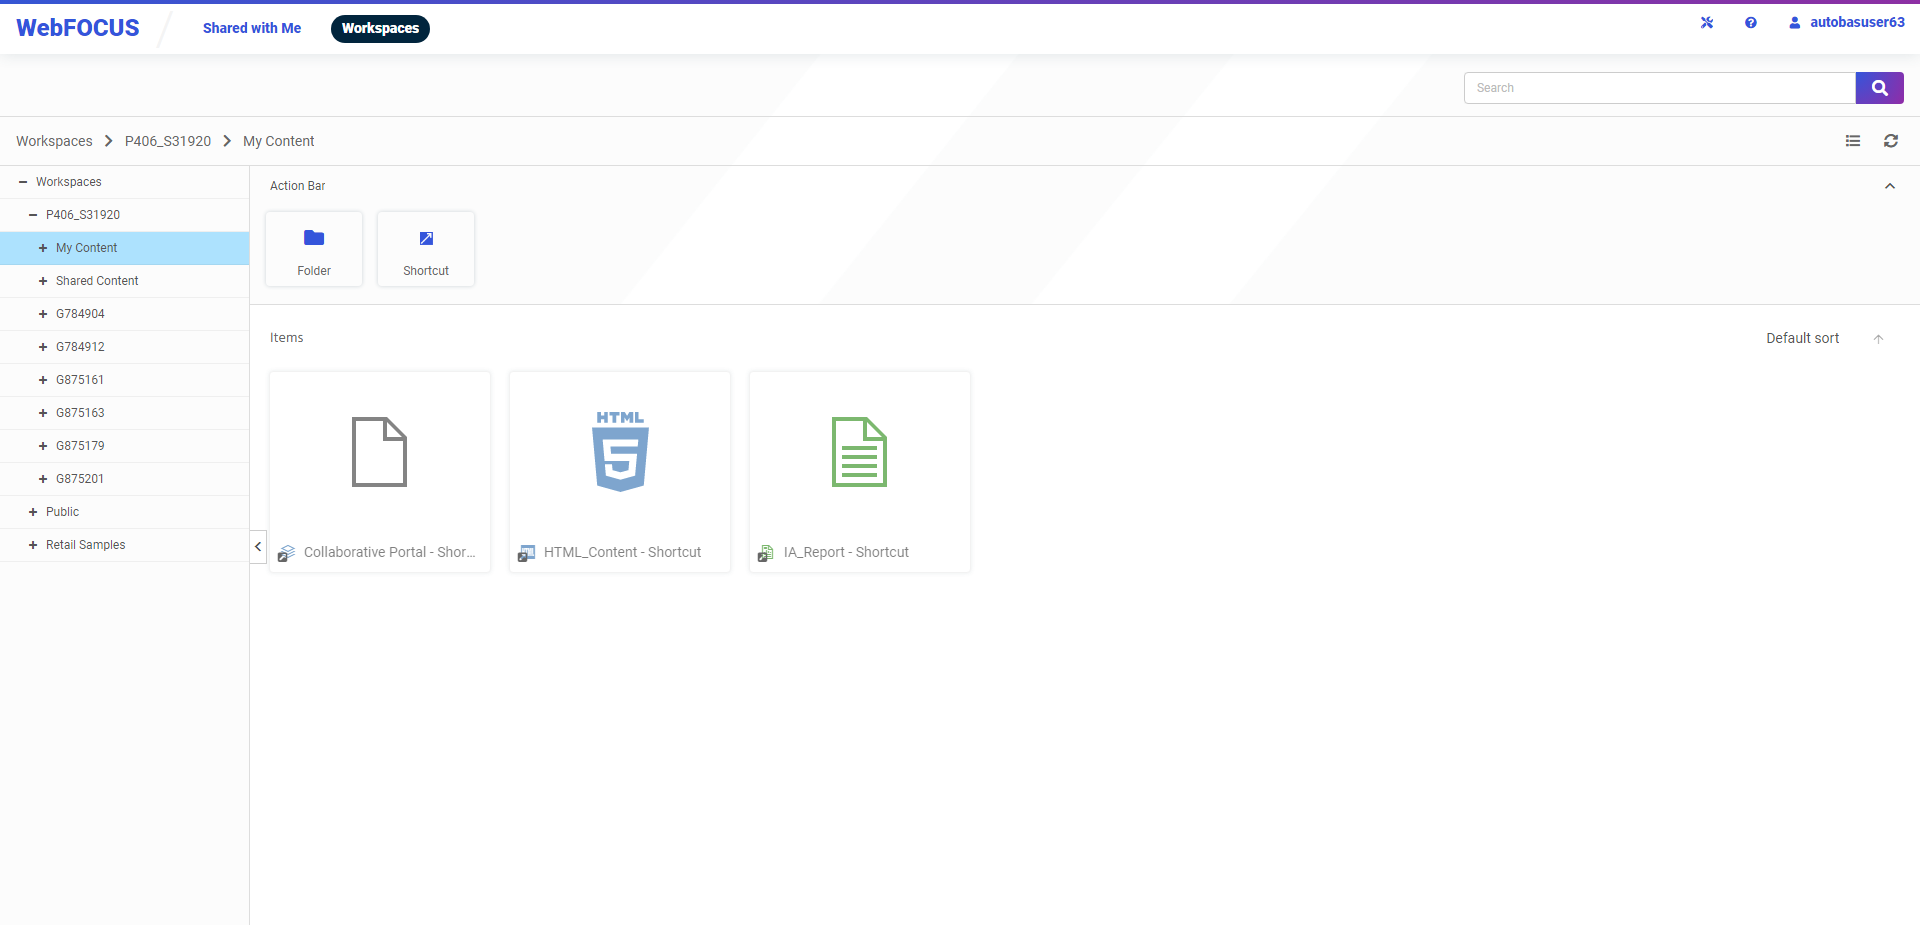 WebFOCUS
Shared with Me
Workspaces
autobasuser63
Search
Workspaces
P406_S31920
My Content
Workspaces
P406_S31920
My Content
Shared Content
G784904
G784912
G875161
G875163
G875179
G875201
Public
Retail Samples
Action Bar
Folder
Shortcut
Items
Default sort
HTML
5
Collaborative Portal - Shor...
HTML_Content - Shortcut
IA_Report - Shortcut